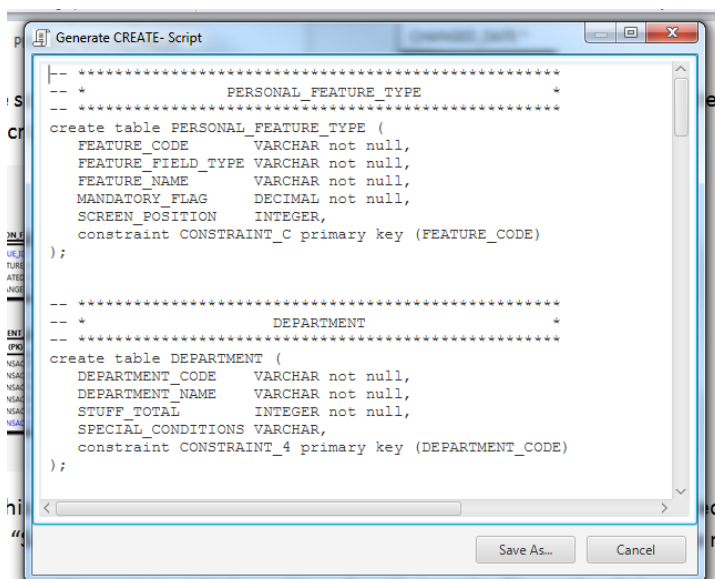 Generate CREATE- Script
-- ****************************************************
-- * PERSONAL_FEATURE_TYPE *
-- ****************************************************
create table PERSONAL_FEATURE_TYPE (
FEATURE_CODE VARCHAR not null,
FEATURE_FIELD_TYPE VARCHAR not null,
FEATURE_NAME VARCHAR not null,
MANDATORY_FLAG DECIMAL not null,
SCREEN_POSITION INTEGER,
constraint CONSTRAINT_C primary key (FEATURE_CODE)
);
-- ****************************************************
-- * DEPARTMENT *
-- ****************************************************
create table DEPARTMENT (
DEPARTMENT_CODE VARCHAR not null,
DEPARTMENT_NAME VARCHAR not null,
STUFF_TOTAL INTEGER not null,
SPECIAL_CONDITIONS VARCHAR,
constraint CONSTRAINT_4 primary key (DEPARTMENT_CODE)
);
Save As...
Cancel